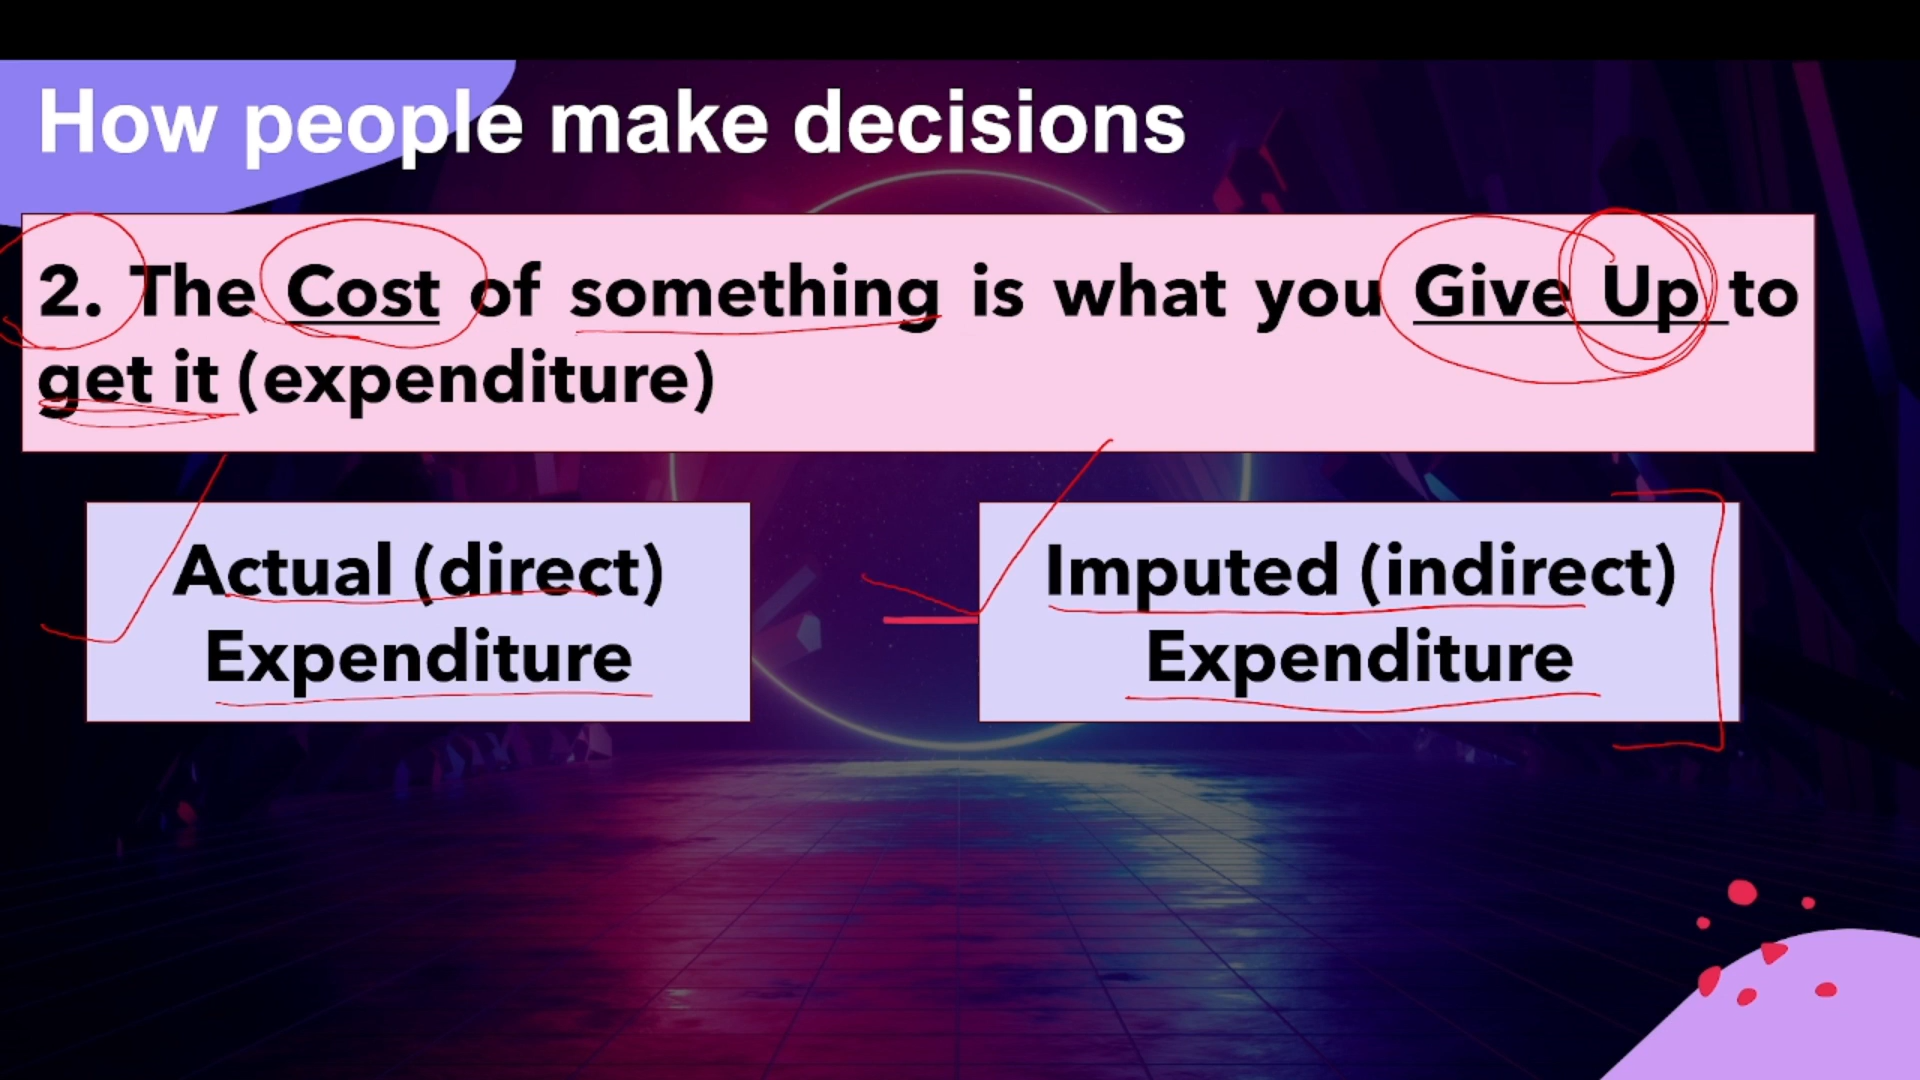 How people make decisions
2. The Cost of something is what you Give Up to
get it (expenditure)
Actual (direct)
Expenditure
Imputed (indirect)
Expenditure